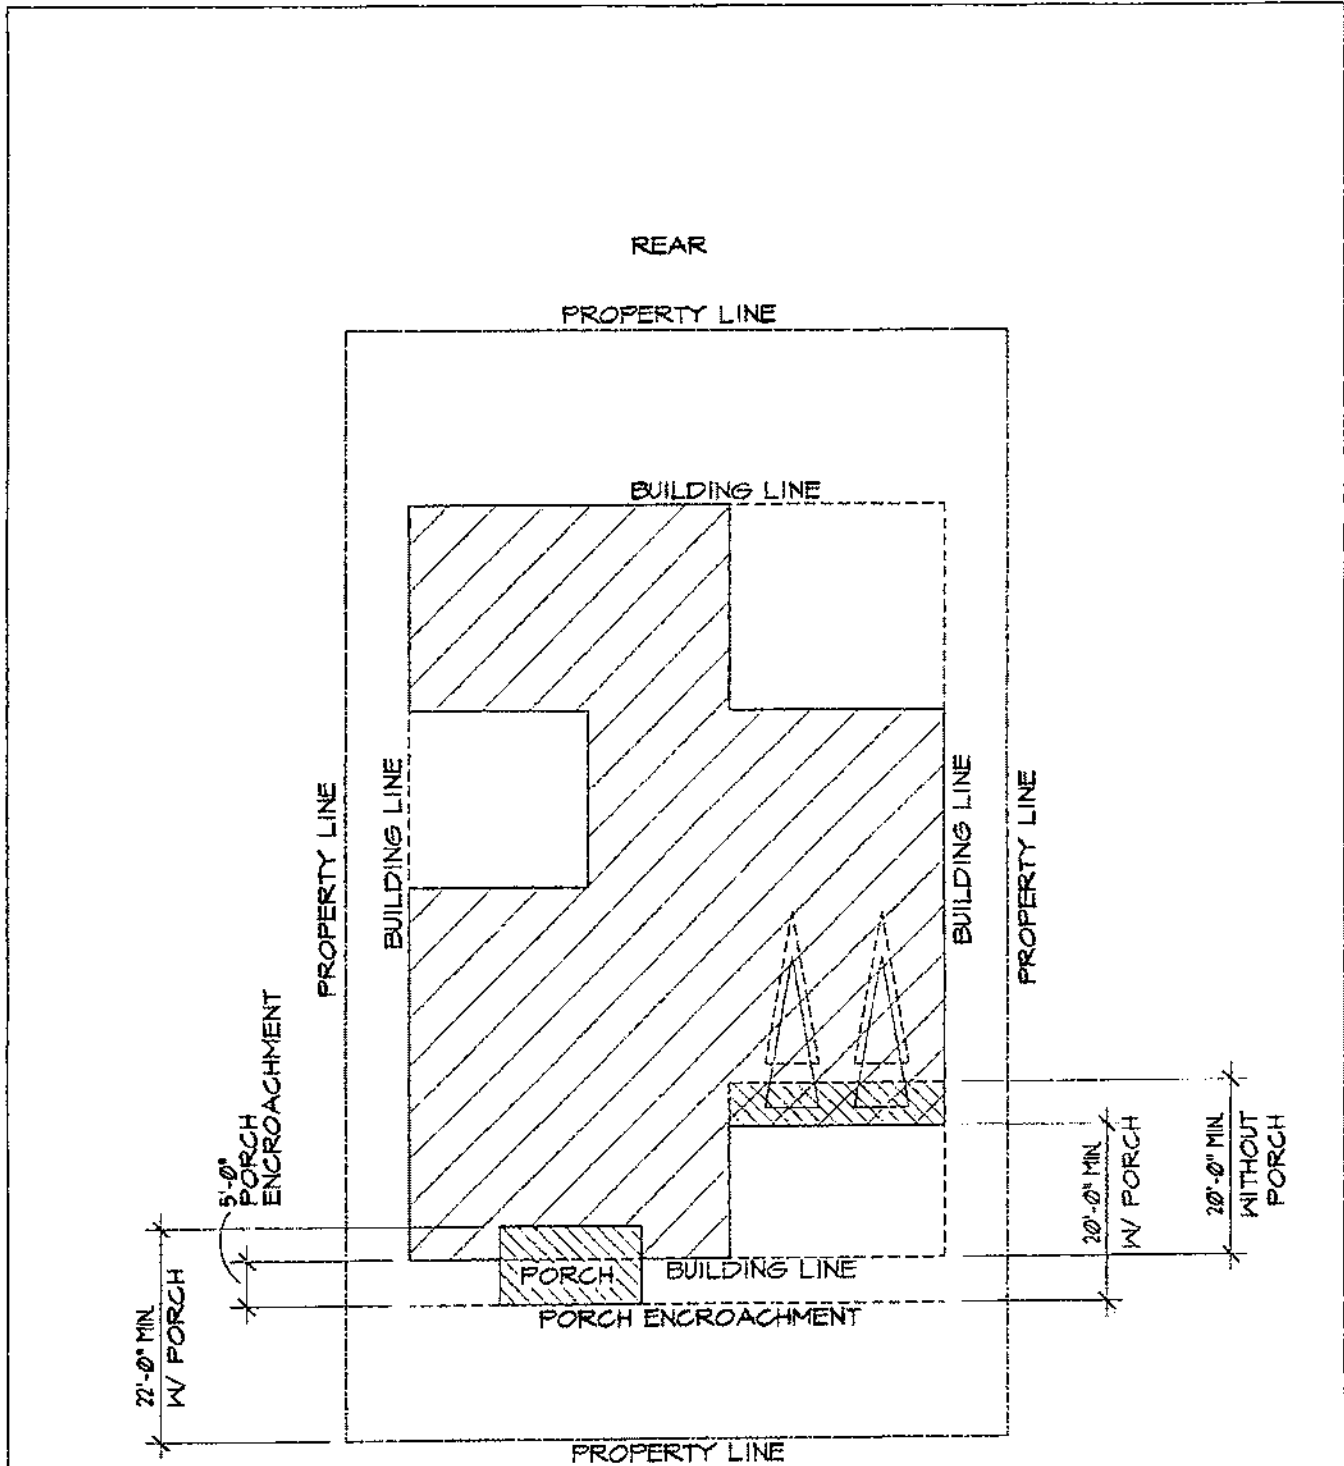 REAR
PROPERTY LINE
BUILDING LINE
PROPERTY LINE
BUILDING LINE
BUILDING LINE
PROPERTY LINE
5'-0"
PORCH
ENCROACHMENT
22'-0" MIN.
W/ PORCH
PORCH
BUILDING LINE
PORCH ENCROACHMENT
20'-0" MIN.
W/ PORCH
20'-0" MIN.
WITHOUT
PORCH
PROPERTY LINE